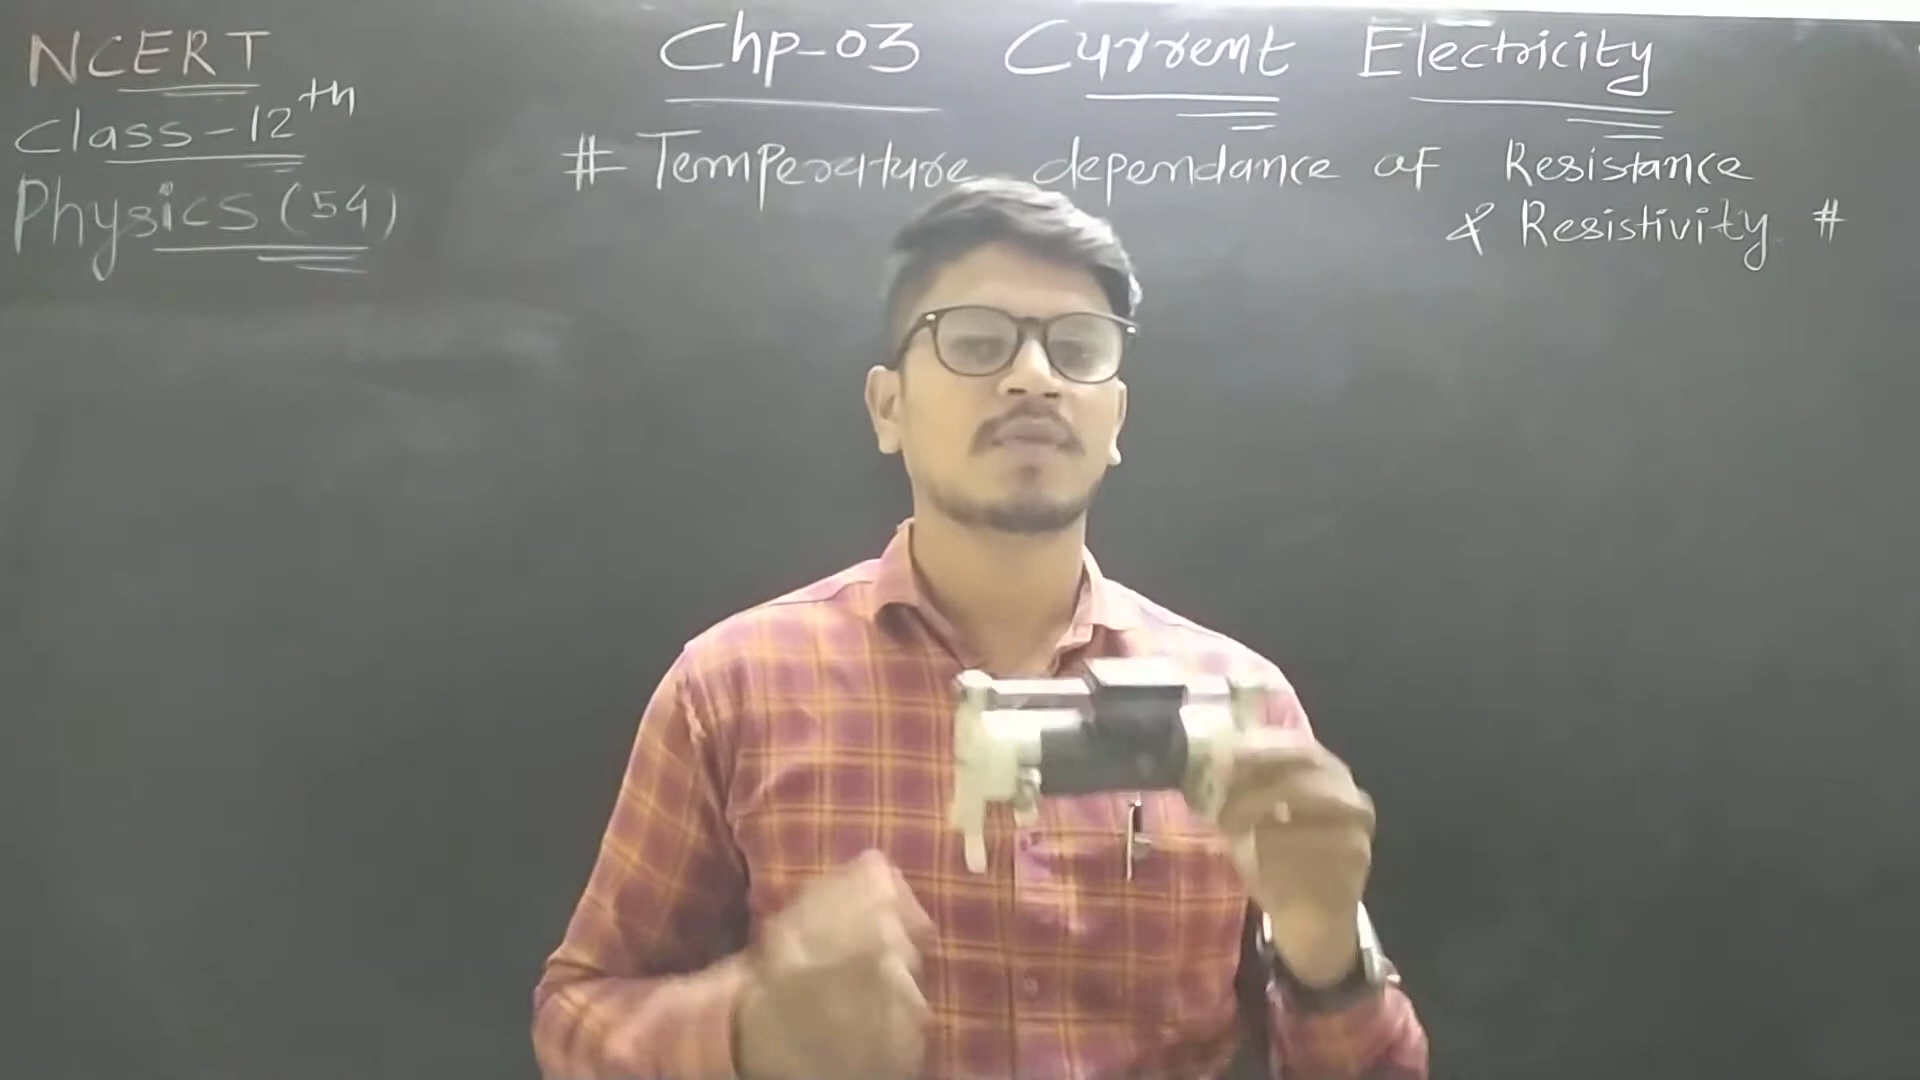 NCERT
Class-12th
Physics (54)
Chp-03 Current Electricity
# Temperature dependance of Resistance
& Resistivity #